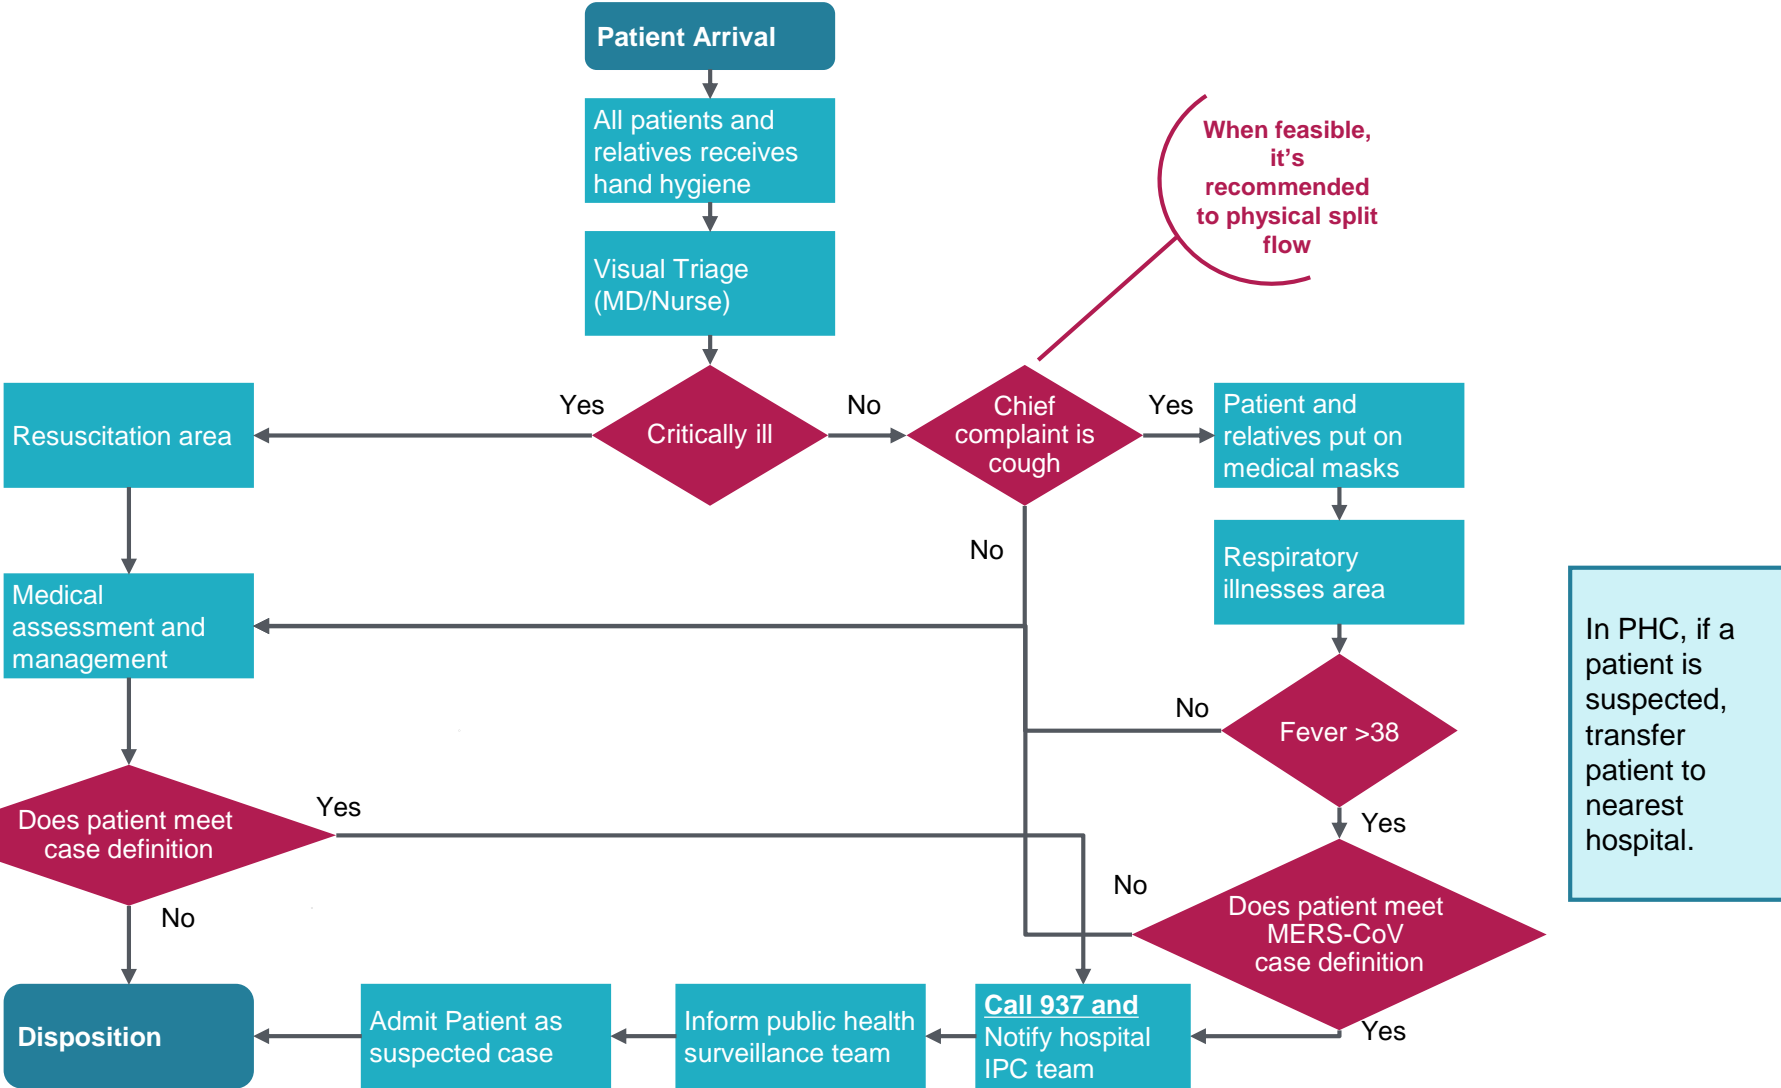 Patient Arrival
All patients and
relatives receives
hand hygiene
Visual Triage
(MD/Nurse)
When feasible,
it’s
recommended
to physical split
flow
Resuscitation area
Yes
Critically ill
No
Chief
complaint is
cough
Yes
Patient and
relatives put on
medical masks
No
Respiratory
illnesses area
Medical
assessment and
management
In PHC, if a
patient is
suspected,
transfer
patient to
nearest
hospital.
No
Fever >38
Yes
Does patient meet
case definition
Yes
No
No
Does patient meet
MERS-CoV
case definition
Yes
Disposition
Admit Patient as
suspected case
Inform public health
surveillance team
Call 937 and
Notify hospital
IPC team